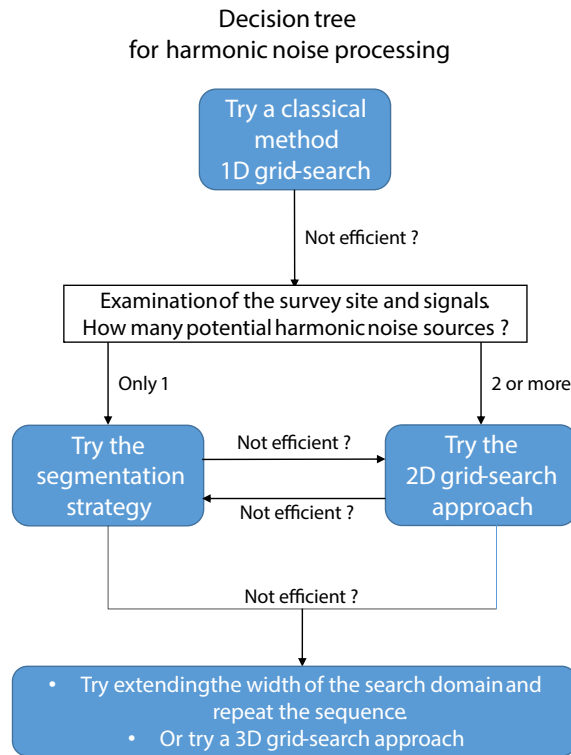 Decision tree
for harmonic noise processing
Try a classical
method
1D grid-search
Not efficient ?
Examination of the survey site and signals.
How many potential harmonic noise sources ?
Only 1
2 or more
Try the
segmentation
strategy
Not efficient ?
Not efficient ?
Try the
2D grid-search
approach
Not efficient ?
• Try extending the width of the search domain and
repeat the sequence.
• Or try a 3D grid-search approach